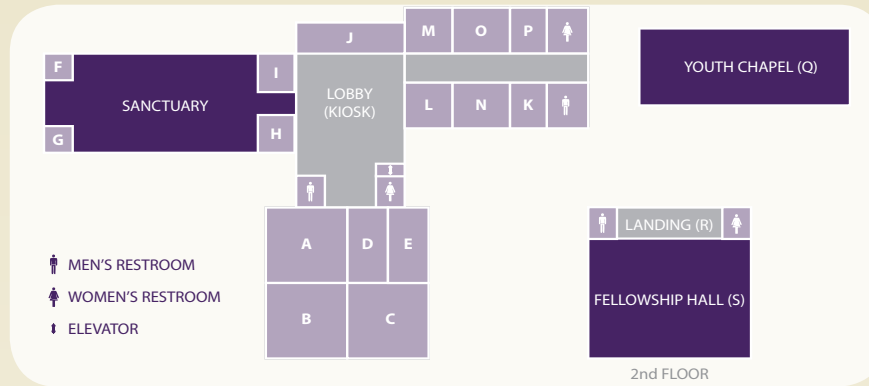 J
M
O
P
F
I
SANCTUARY
LOBBY
(KIOSK)
YOUTH CHAPEL (Q)
L
N
K
G
H
A
D
E
LANDING (R)
MEN'S RESTROOM
WOMEN'S RESTROOM
ELEVATOR
B
C
FELLOWSHIP HALL (S)
2nd FLOOR